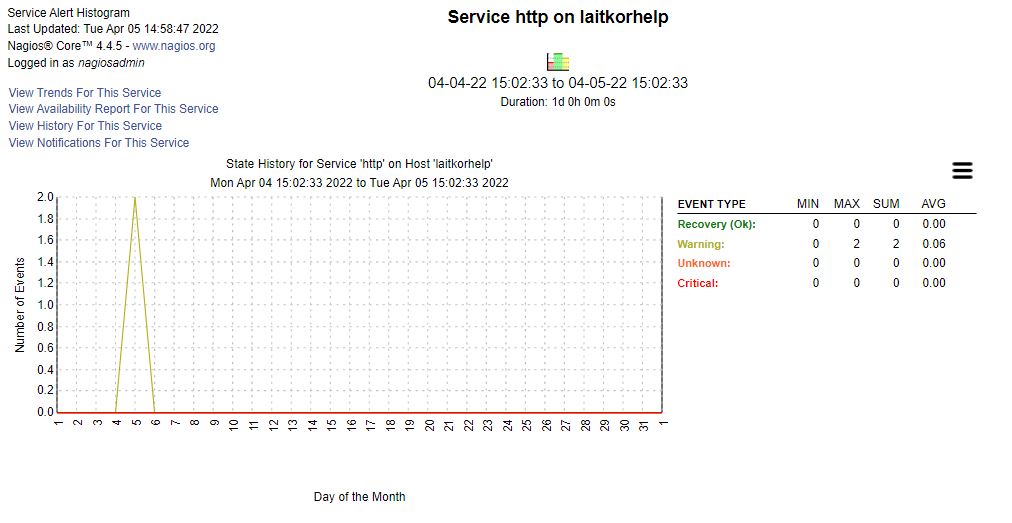 Service Alert Histogram
Last Updated: Tue Apr 05 14:58:47 2022
Nagios® Core™ 4.4.5 - www.nagios.org
Logged in as nagiosadmin
View Trends For This Service
View Availability Report For This Service
View History For This Service
View Notifications For This Service
Service http on laitkorhelp
04-04-22 15:02:33 to 04-05-22 15:02:33
Duration: 1d 0h 0m 0s
State History for Service 'http' on Host 'laitkorhelp'
Mon Apr 04 15:02:33 2022 to Tue Apr 05 15:02:33 2022
Number of Events
2.0
1.8
1.6
1.4
1.2
1.0
0.8
0.6
0.4
0.2
0.0
1 2 3 4 5 6 7 8 9 10 11 12 13 14 15 16 17 18 19 20 21 22 23 24 25 26 27 28 29 30 31 1
Day of the Month
EVENT TYPE MIN MAX SUM AVG
Recovery (Ok): 0 0 0 0.00
Warning: 0 2 2 0.06
Unknown: 0 0 0 0.00
Critical: 0 0 0 0.00